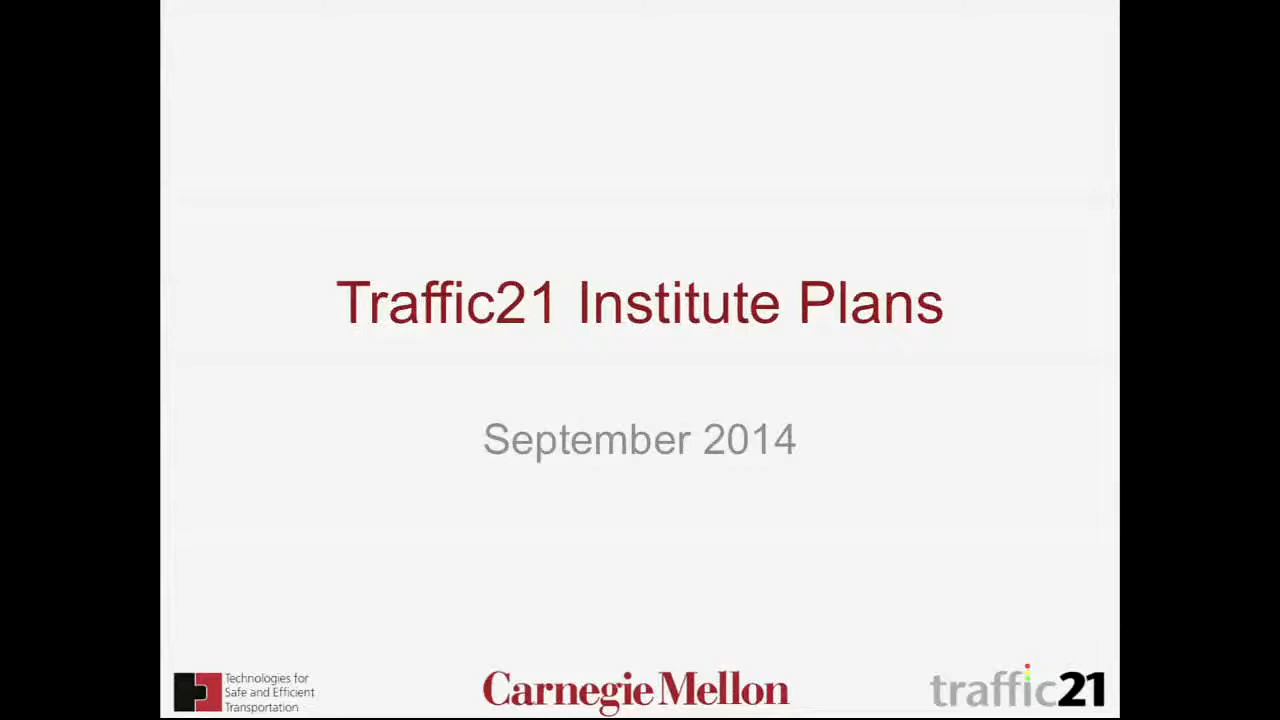 Traffic21 Institute Plans
September 2014
Technologies for
Safe and Efficient
Transportation
Carnegie Mellon
traffic21